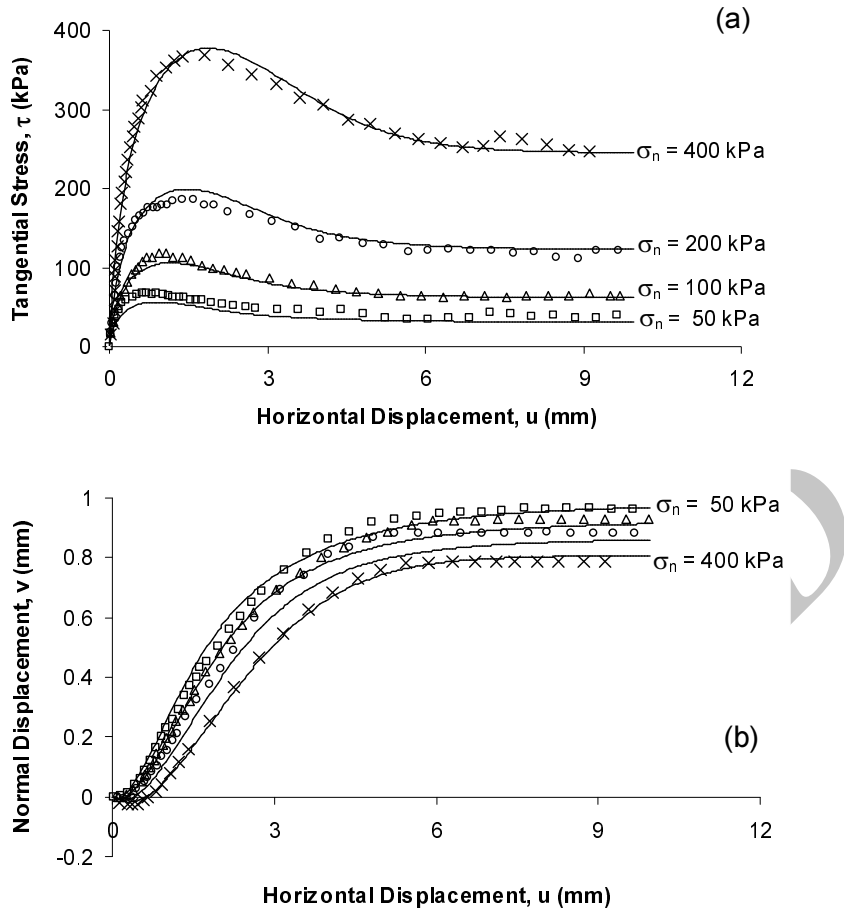 (a)
400
300
200
100
0
Tangential Stress, τ (kPa)
σn = 400 kPa
σn = 200 kPa
σn = 100 kPa
σn = 50 kPa
0 3 6 9 12
Horizontal Displacement, u (mm)
1
0.8
0.6
0.4
0.2
0
-0.2
Normal Displacement, v (mm)
σn = 50 kPa
σn = 400 kPa
(b)
0 3 6 9 12
Horizontal Displacement, u (mm)